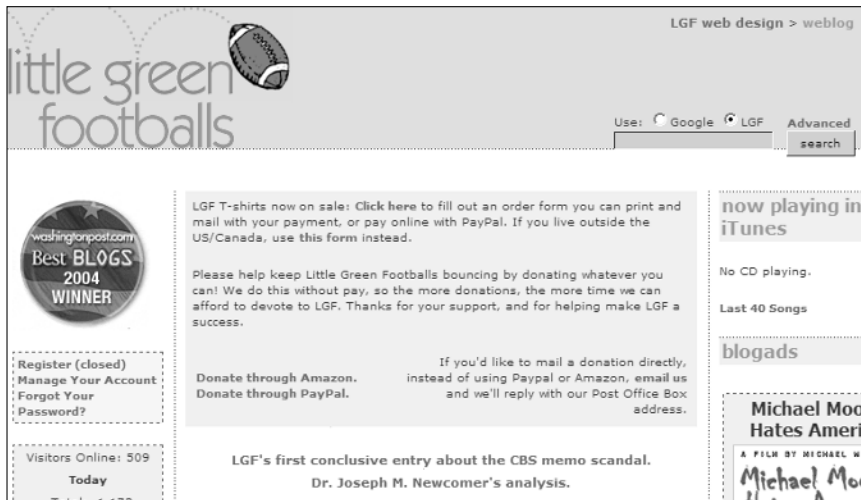 LGF web design > weblog
little green
footballs
Use: Google LGF Advanced
search
washingtonpost.com
Best BLOGS
2004
WINNER
Register (closed)
Manage Your Account
Forgot Your
Password?
Visitors Online: 509
Today
LGF T-shirts now on sale: Click here to fill out an order form you can print and
mail with your payment, or pay online with PayPal. If you live outside the
US/Canada, use this form instead.
Please help keep Little Green Footballs bouncing by donating whatever you
can! We do this without pay, so the more donations, the more time we can
afford to devote to LGF. Thanks for your support, and for helping make LGF a
success.
Donate through Amazon.
Donate through PayPal.
If you'd like to mail a donation directly,
instead of using Paypal or Amazon, email us
and we'll reply with our Post Office Box
address.
LGF's first conclusive entry about the CBS memo scandal.
Dr. Joseph M. Newcomer's analysis.
now playing in
iTunes
No CD playing.
Last 40 Songs
blogads
Michael Moo
Hates Ameri
A FILM BY MICHAEL
Michael Moo